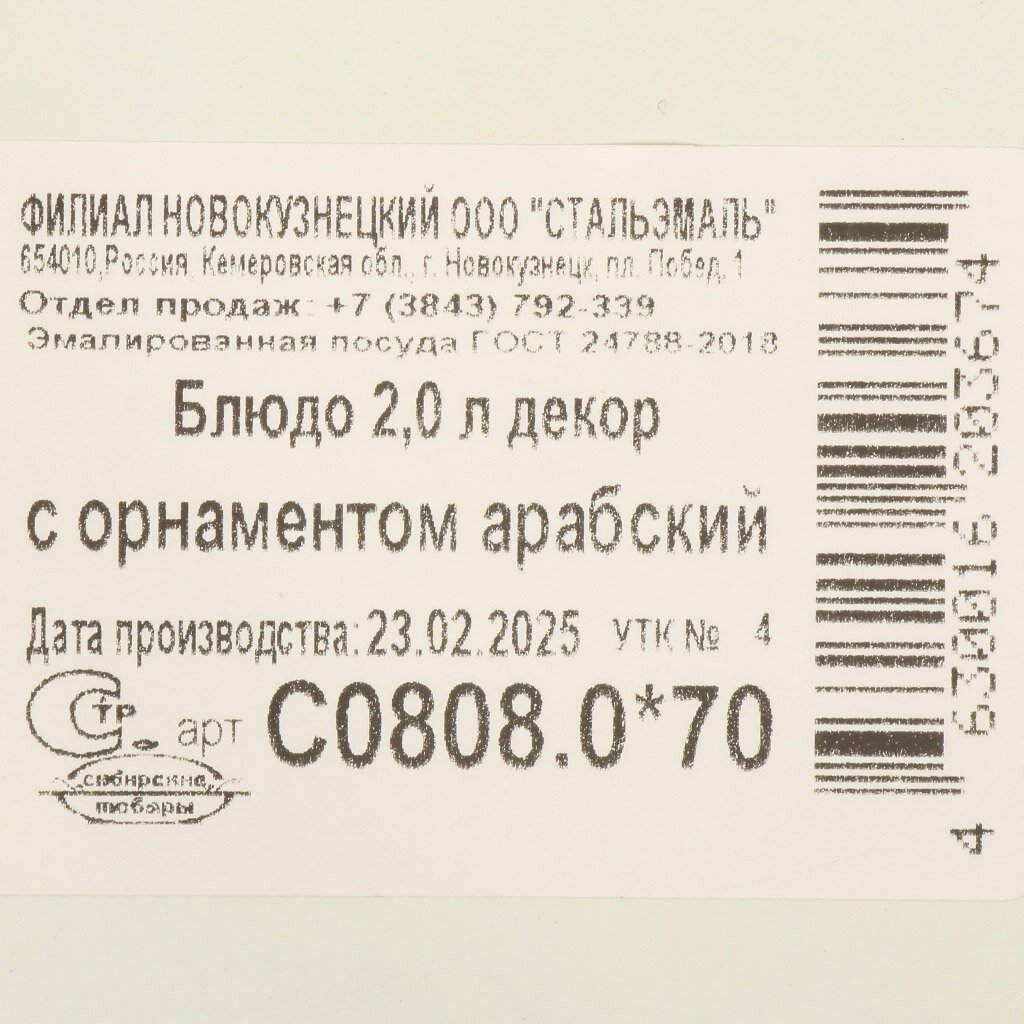 ФИЛИАЛ НОВОКУЗНЕЦКИЙ ООО "СТАЛЬЭМАЛЬ"
654010,Россия Кемеровская обл., г. Новокузнецк, пл. Побед, 1
Отдел продаж: +7 (3843) 792-339
Эмалированная посуда ГОСТ 24788-2018
Блюдо 2,0 л декор
с орнаментом арабский
Дата производства: 23.02.2025 УТК № 4
Стр. арт С0808.0*70
сибирские
товары
4 630016 203674